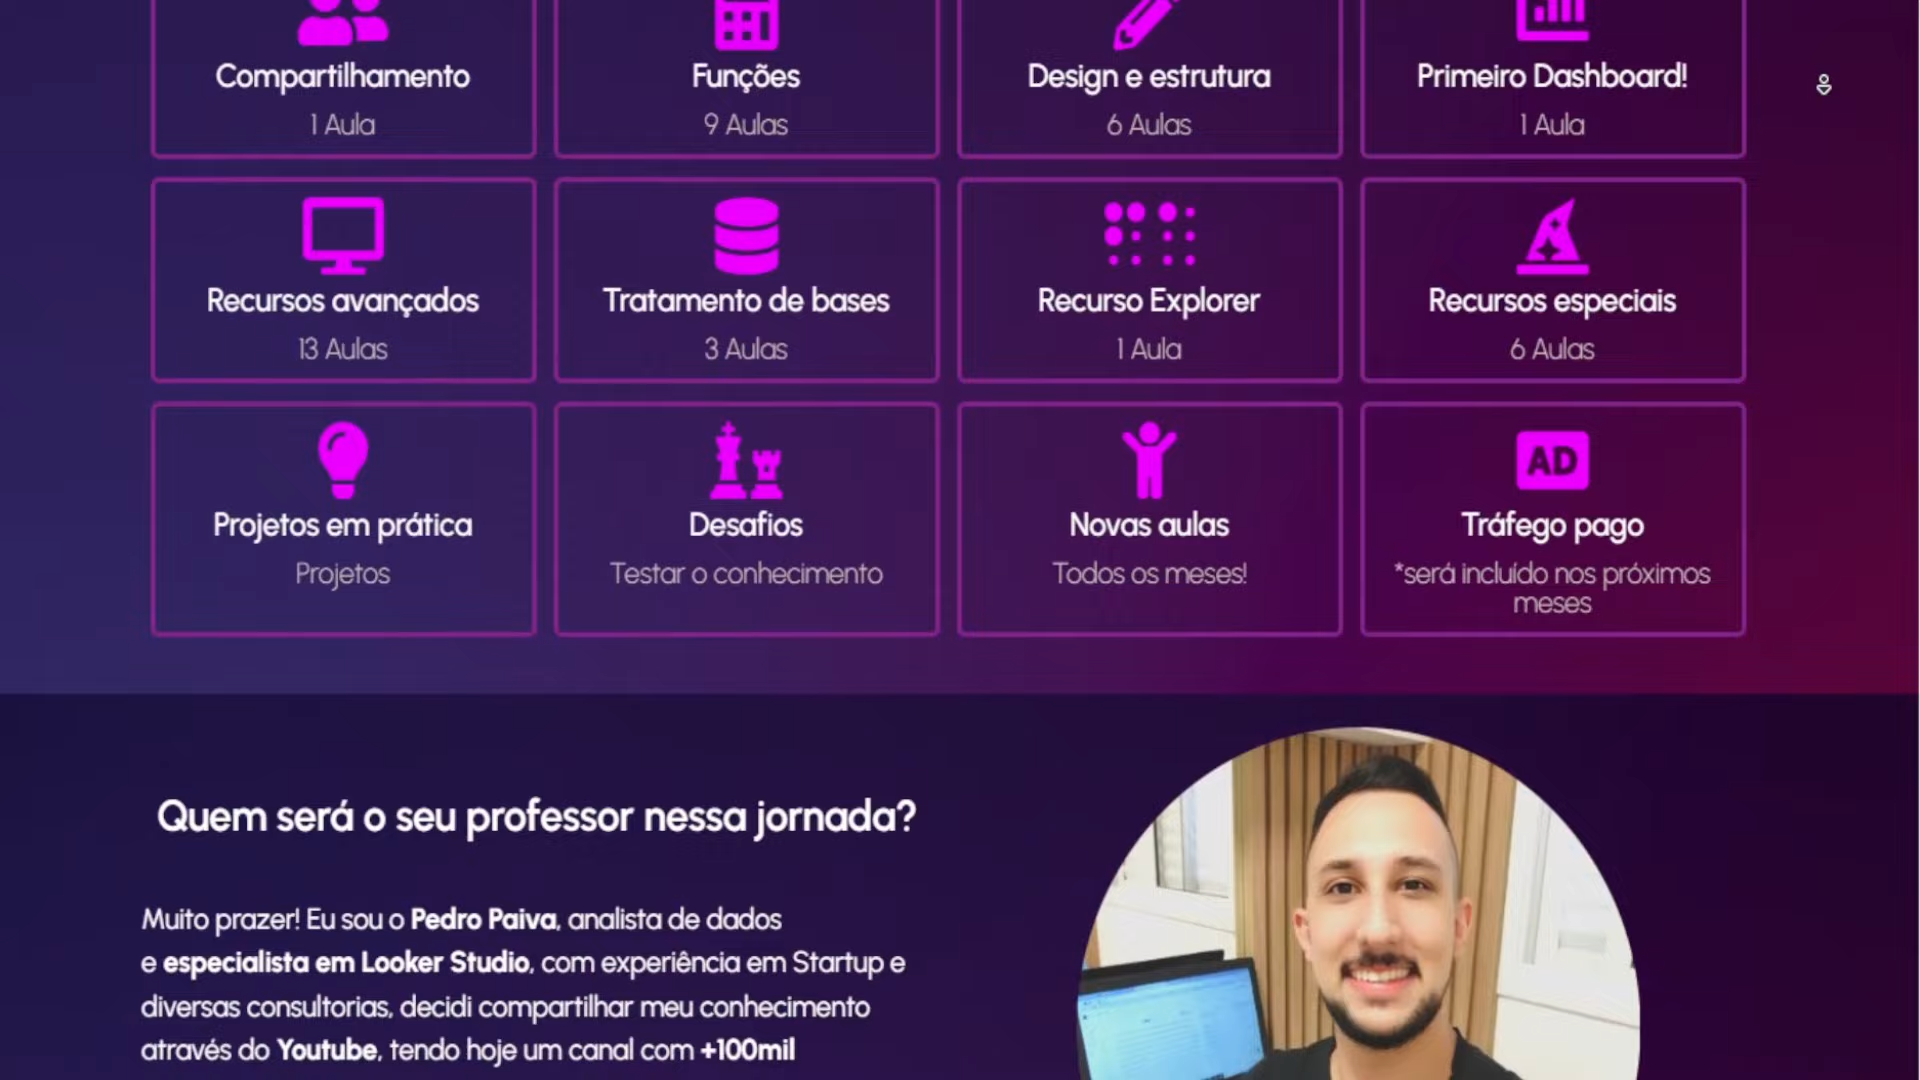 Compartilhamento
1 Aula
Funções
9 Aulas
Design e estrutura
6 Aulas
Primeiro Dashboard!
1 Aula
Recursos avançados
13 Aulas
Tratamento de bases
3 Aulas
Recurso Explorer
1 Aula
Recursos especiais
6 Aulas
Projetos em prática
Projetos
Desafios
Testar o conhecimento
Novas aulas
Todos os meses!
AD
Tráfego pago
*será incluído nos próximos
meses
Quem será o seu professor nessa jornada?
Muito prazer! Eu sou o Pedro Paiva, analista de dados
e especialista em Looker Studio, com experiência em Startup e
diversas consultorias, decidi compartilhar meu conhecimento
através do Youtube, tendo hoje um canal com +100mil